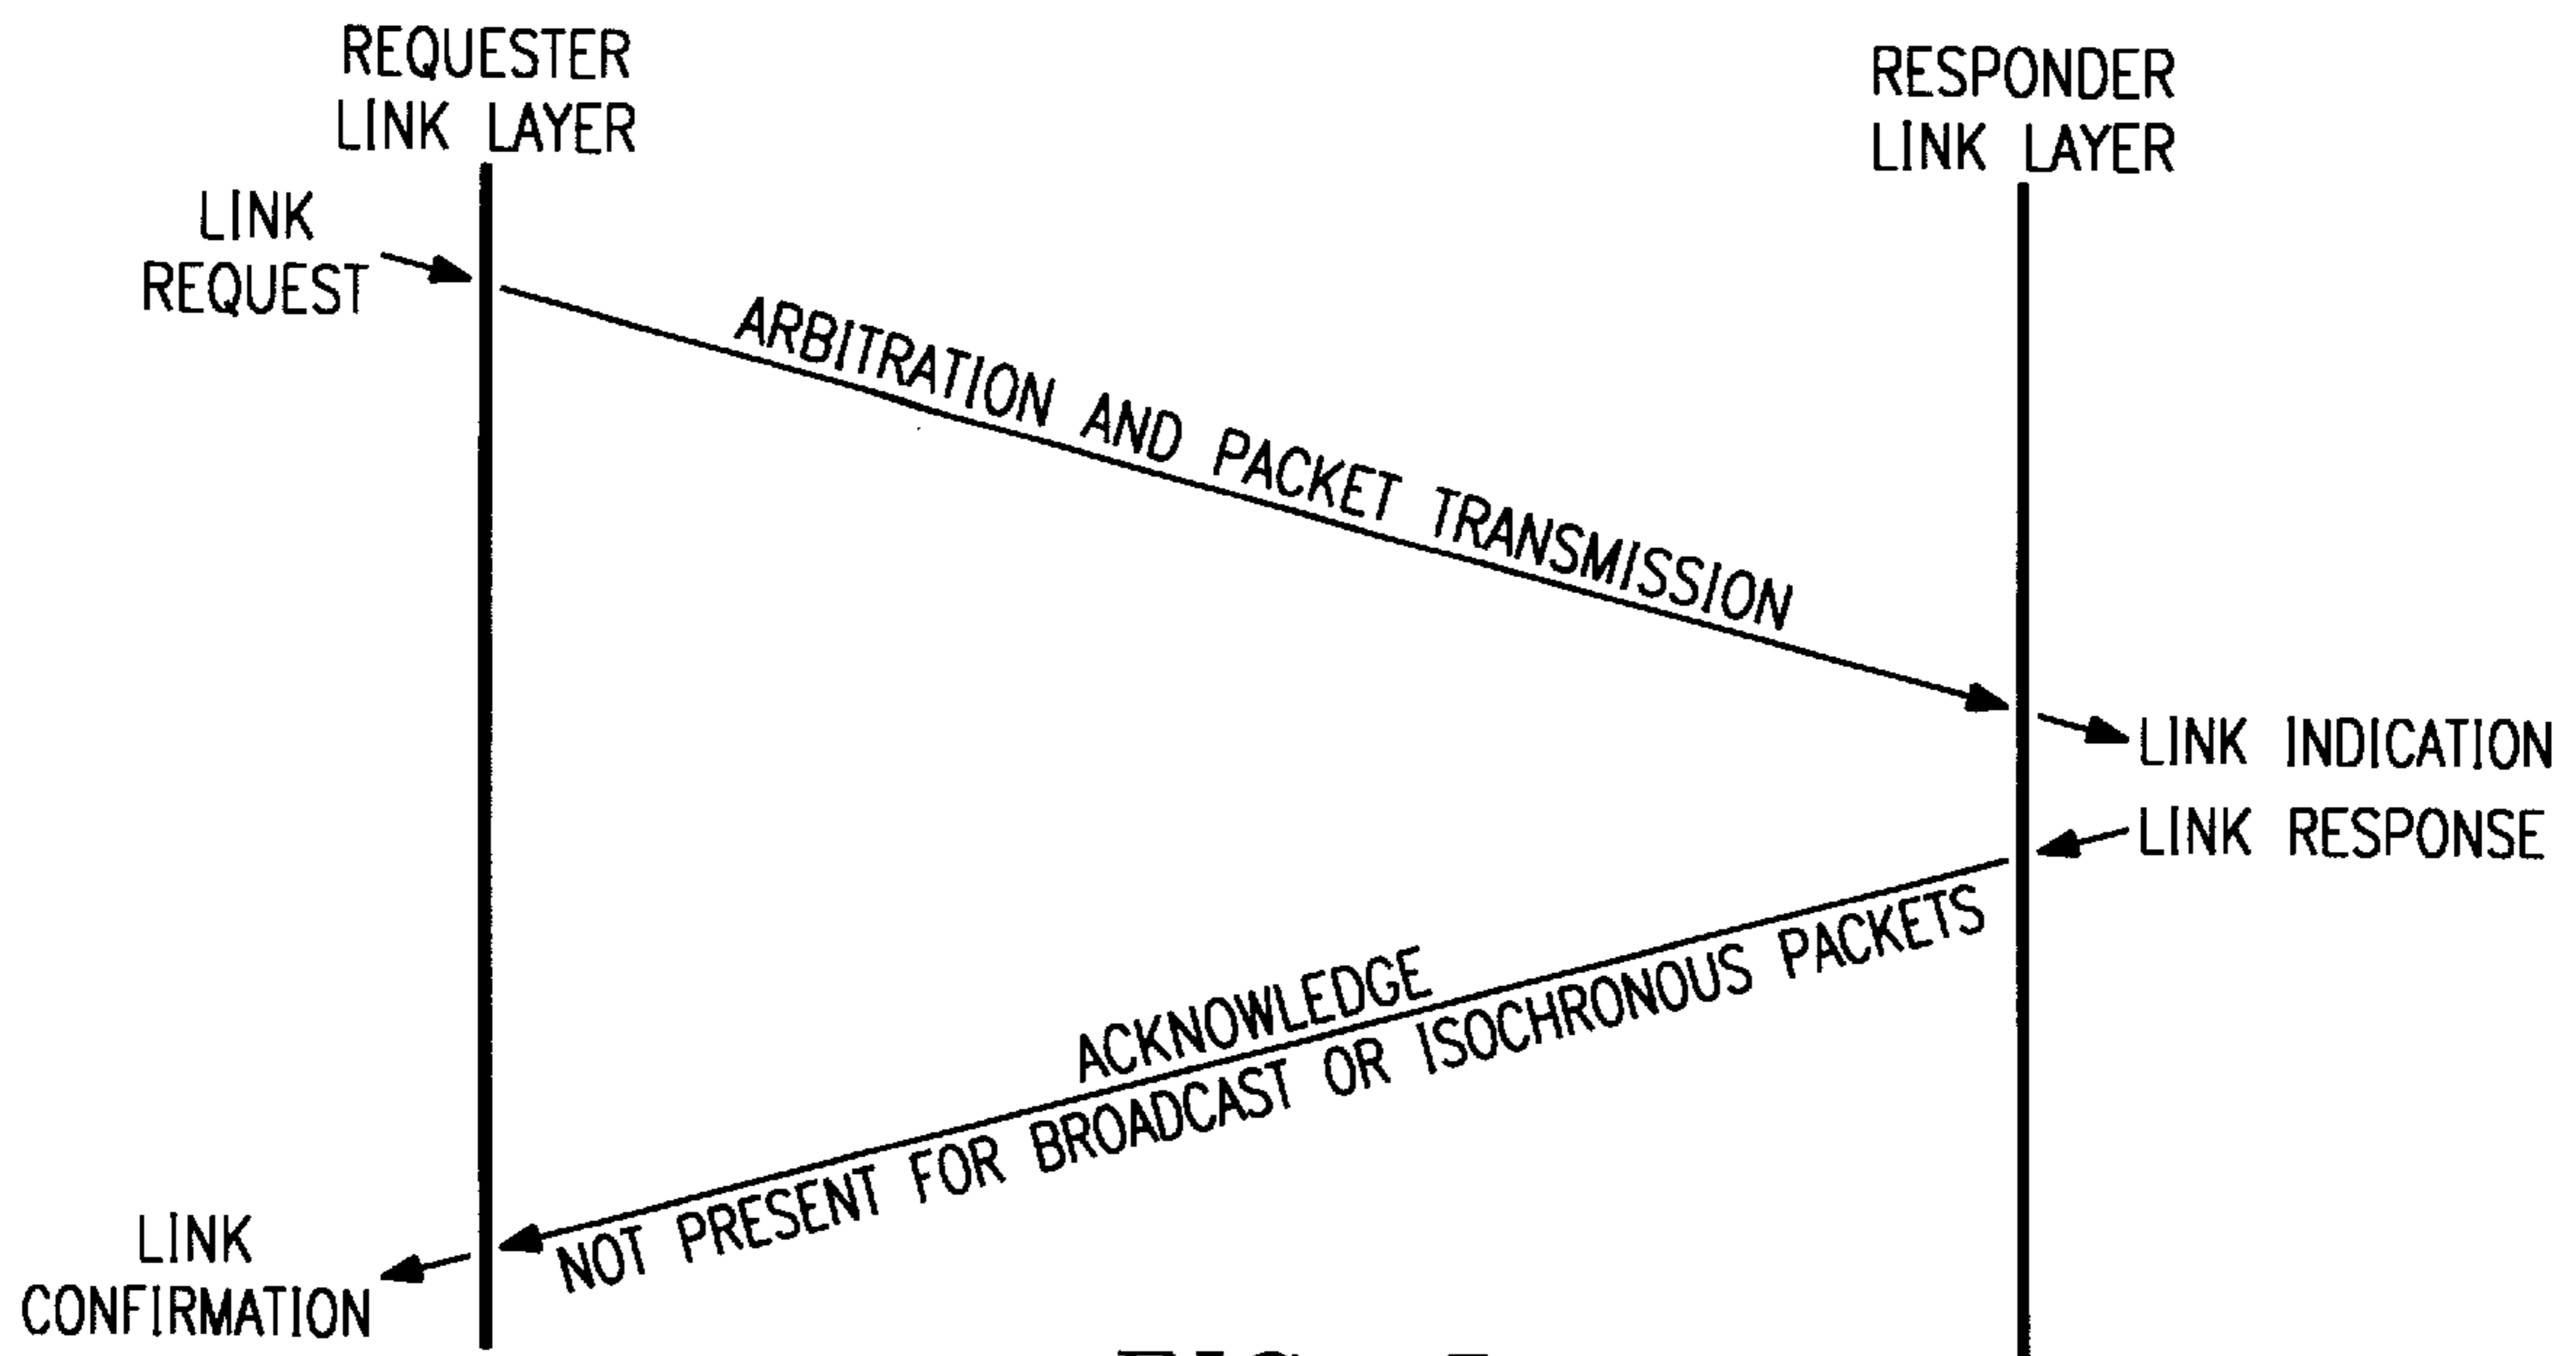 REQUESTER
LINK LAYER
RESPONDER
LINK LAYER
LINK
REQUEST
ARBITRATION AND PACKET TRANSMISSION
LINK INDICATION
LINK RESPONSE
ACKNOWLEDGE
NOT PRESENT FOR BROADCAST OR ISOCHRONOUS PACKETS
LINK
CONFIRMATION